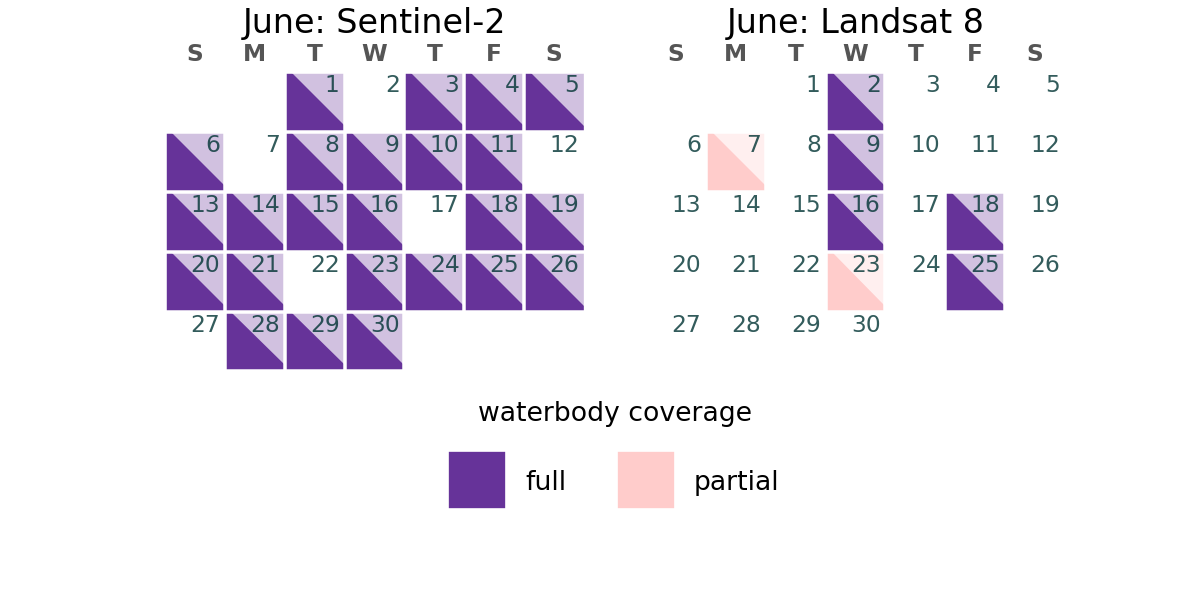 June: Sentinel-2
S M T W T F S
1 2 3 4 5
6 7 8 9 10 11 12
13 14 15 16 17 18 19
20 21 22 23 24 25 26
27 28 29 30
June: Landsat 8
S M T W T F S
1 2 3 4 5
6 7 8 9 10 11 12
13 14 15 16 17 18 19
20 21 22 23 24 25 26
27 28 29 30
waterbody coverage
full partial